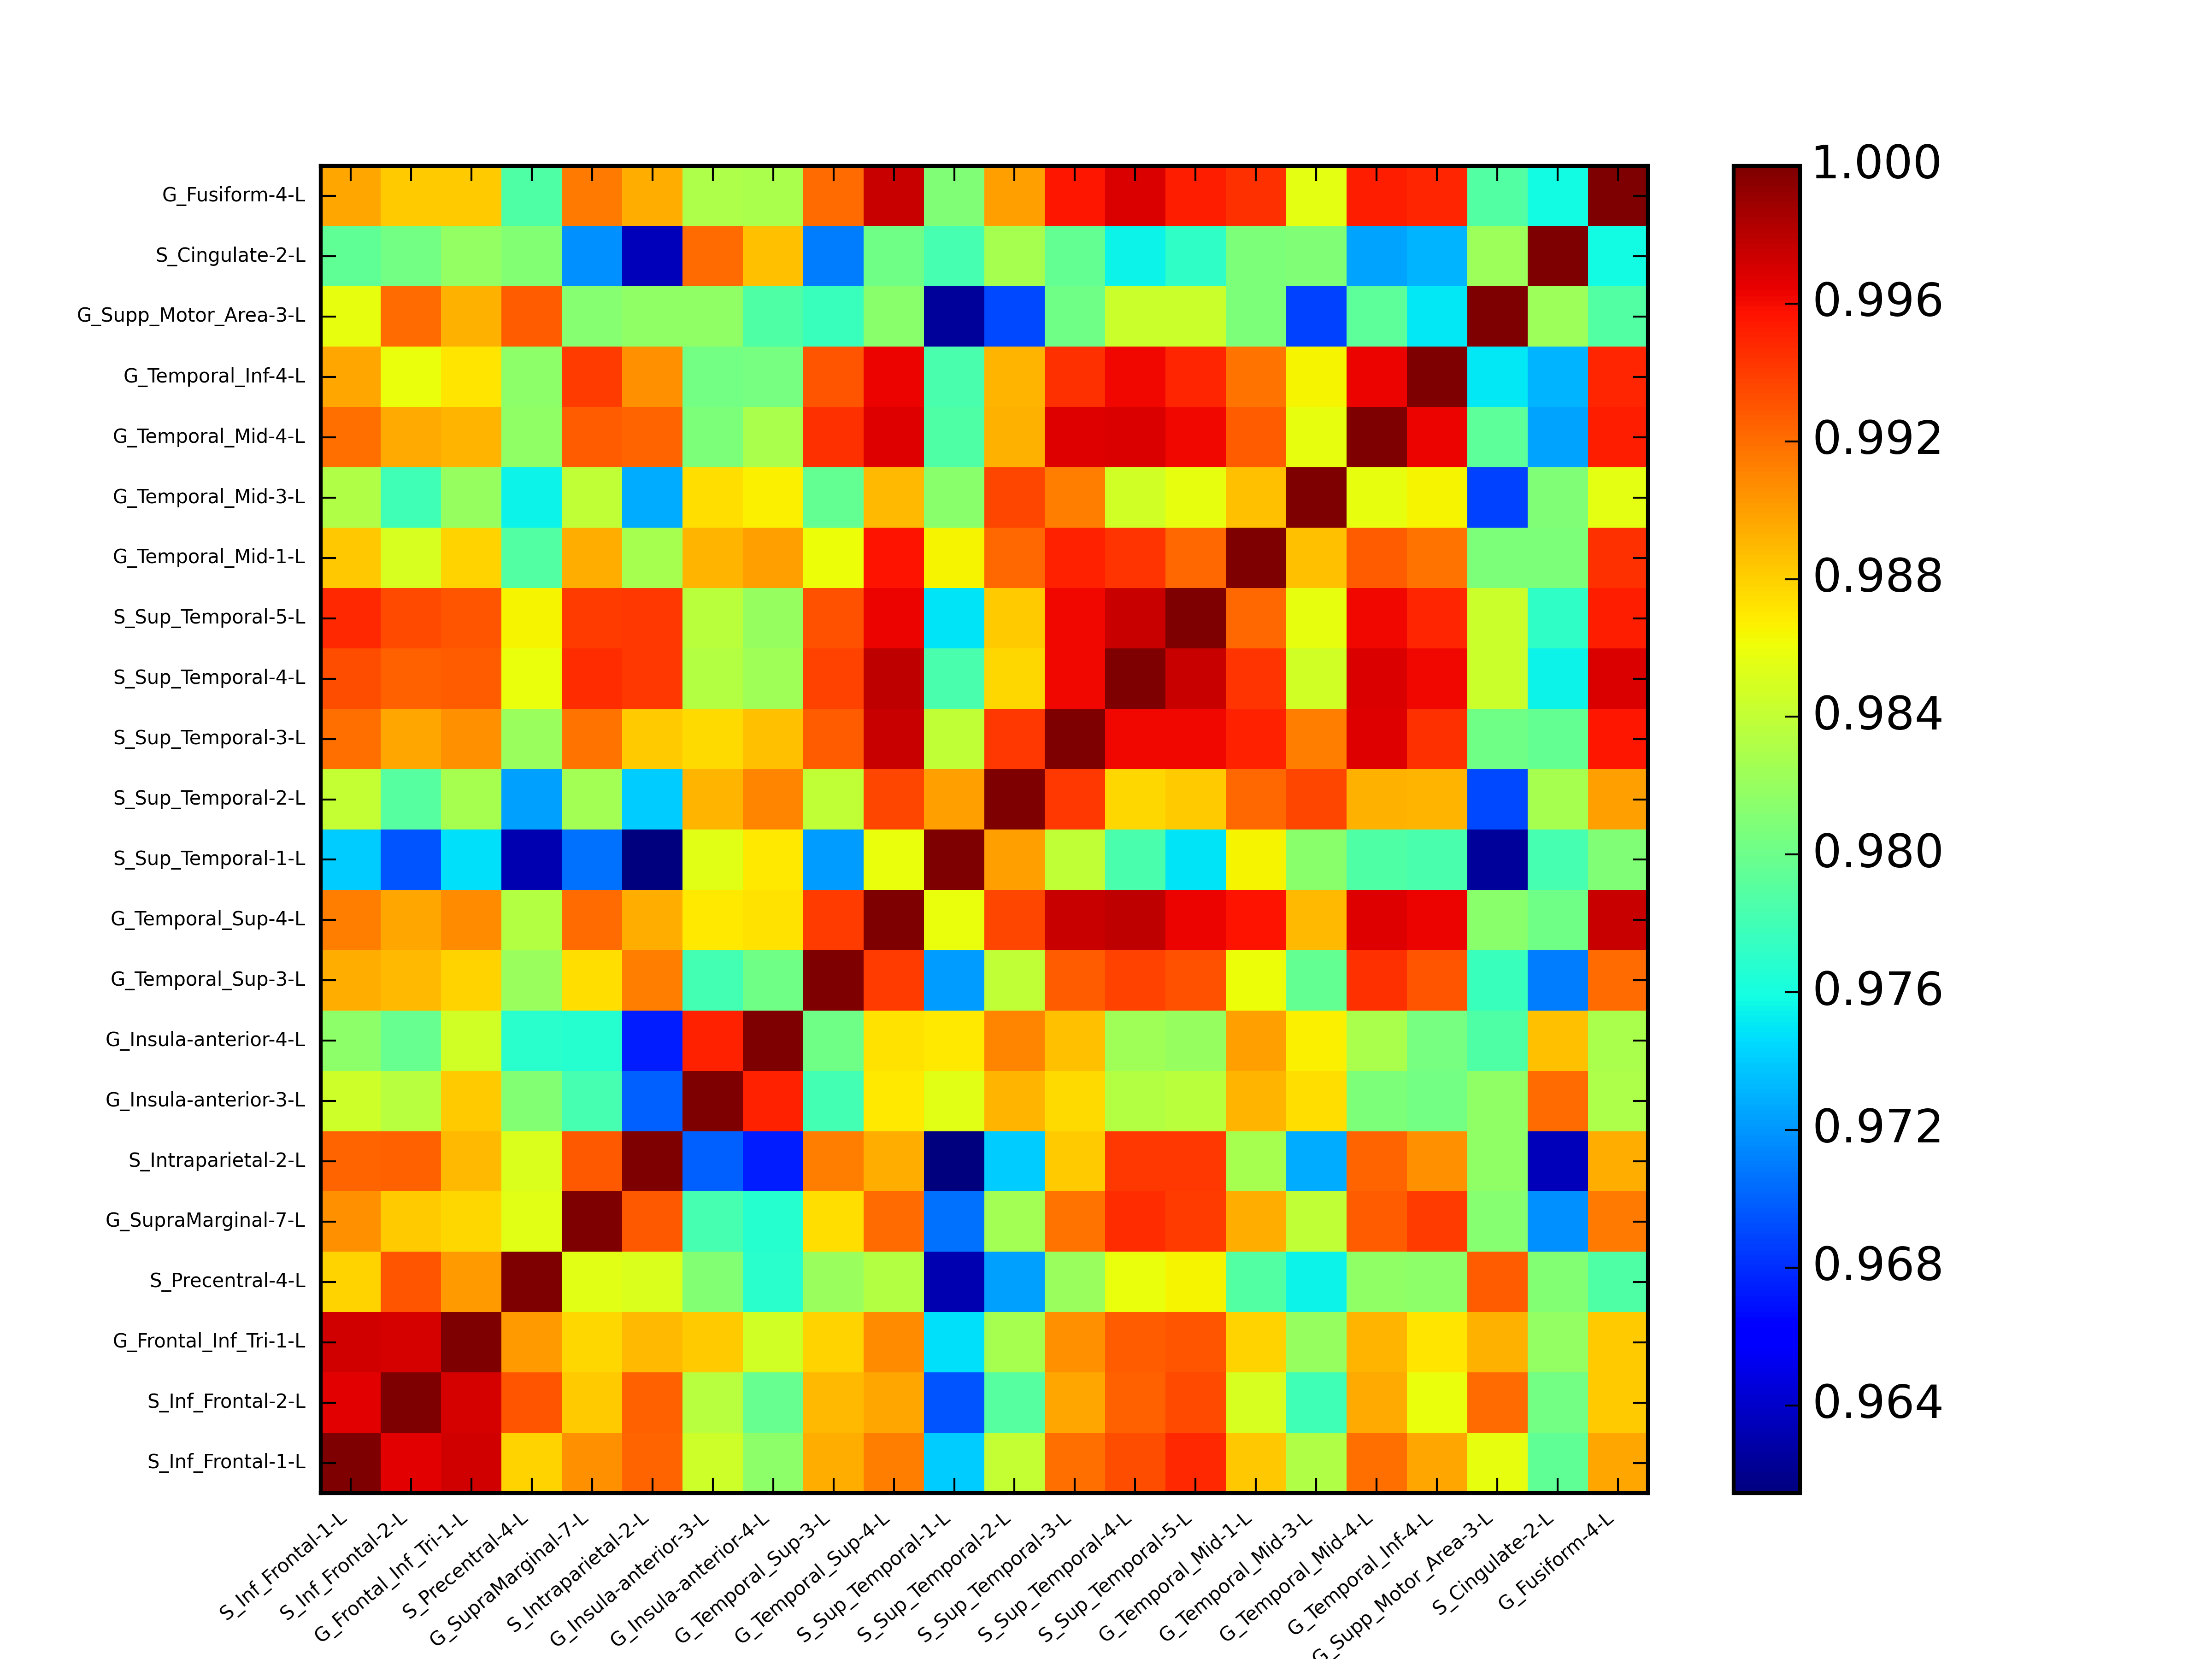 G_Fusiform-4-L
S_Cingulate-2-L
G_Supp_Motor_Area-3-L
G_Temporal_Inf-4-L
G_Temporal_Mid-4-L
G_Temporal_Mid-3-L
G_Temporal_Mid-1-L
S_Sup_Temporal-5-L
S_Sup_Temporal-4-L
S_Sup_Temporal-3-L
S_Sup_Temporal-2-L
S_Sup_Temporal-1-L
G_Temporal_Sup-4-L
G_Temporal_Sup-3-L
G_Insula-anterior-4-L
G_Insula-anterior-3-L
S_Intraparietal-2-L
G_SupraMarginal-7-L
S_Precentral-4-L
G_Frontal_Inf_Tri-1-L
S_Inf_Frontal-2-L
S_Inf_Frontal-1-L
S_Inf_Frontal-1-L
S_Inf_Frontal-2-L
G_Frontal_Inf_Tri-1-L
S_Precentral-4-L
G_SupraMarginal-7-L
S_Intraparietal-2-L
G_Insula-anterior-3-L
G_Insula-anterior-4-L
G_Temporal_Sup-3-L
G_Temporal_Sup-4-L
S_Sup_Temporal-1-L
S_Sup_Temporal-2-L
S_Sup_Temporal-3-L
S_Sup_Temporal-4-L
S_Sup_Temporal-5-L
G_Temporal_Mid-1-L
G_Temporal_Mid-3-L
G_Temporal_Mid-4-L
G_Temporal_Inf-4-L
G_Supp_Motor_Area-3-L
S_Cingulate-2-L
G_Fusiform-4-L
1.000
0.996
0.992
0.988
0.984
0.980
0.976
0.972
0.968
0.964